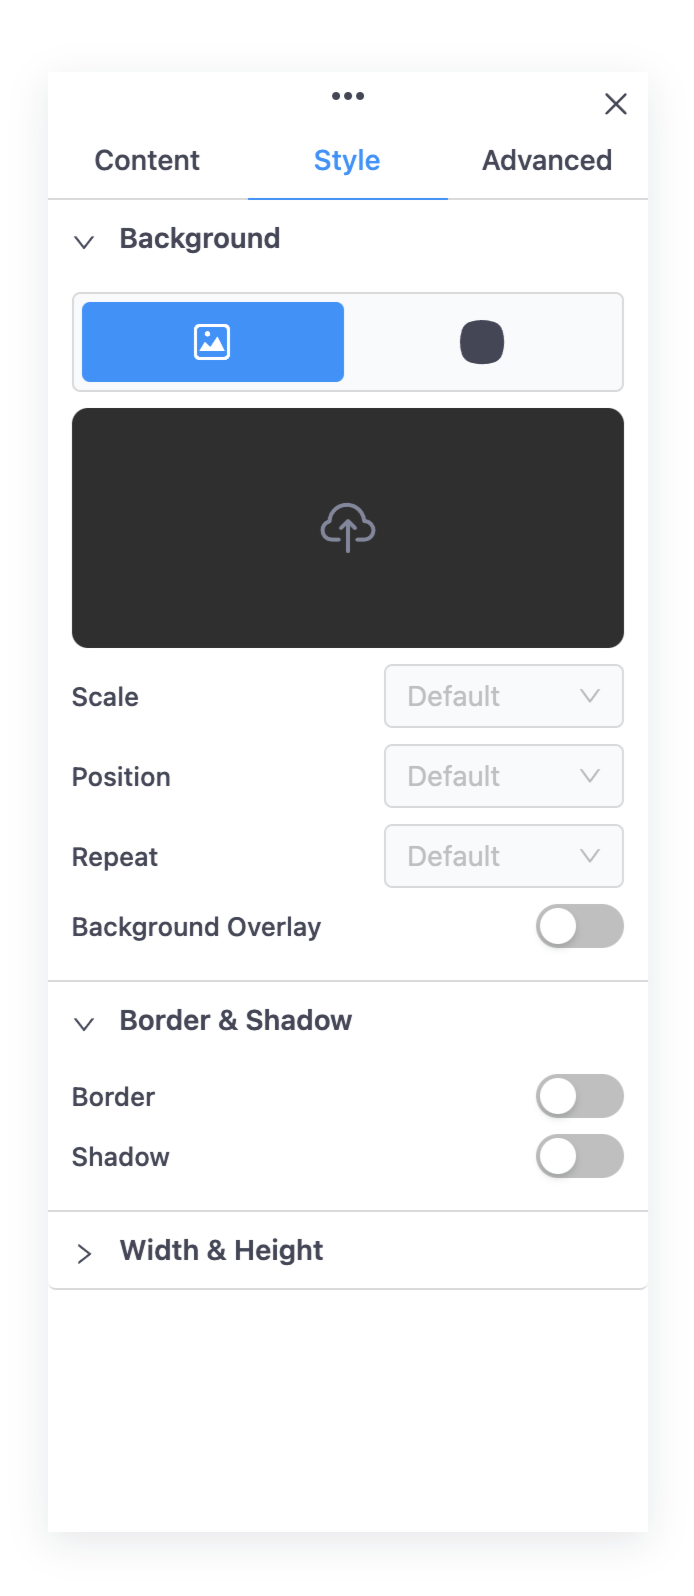 Content Style Advanced
Background
Scale Default
Position Default
Repeat Default
Background Overlay
Border & Shadow
Border
Shadow
Width & Height